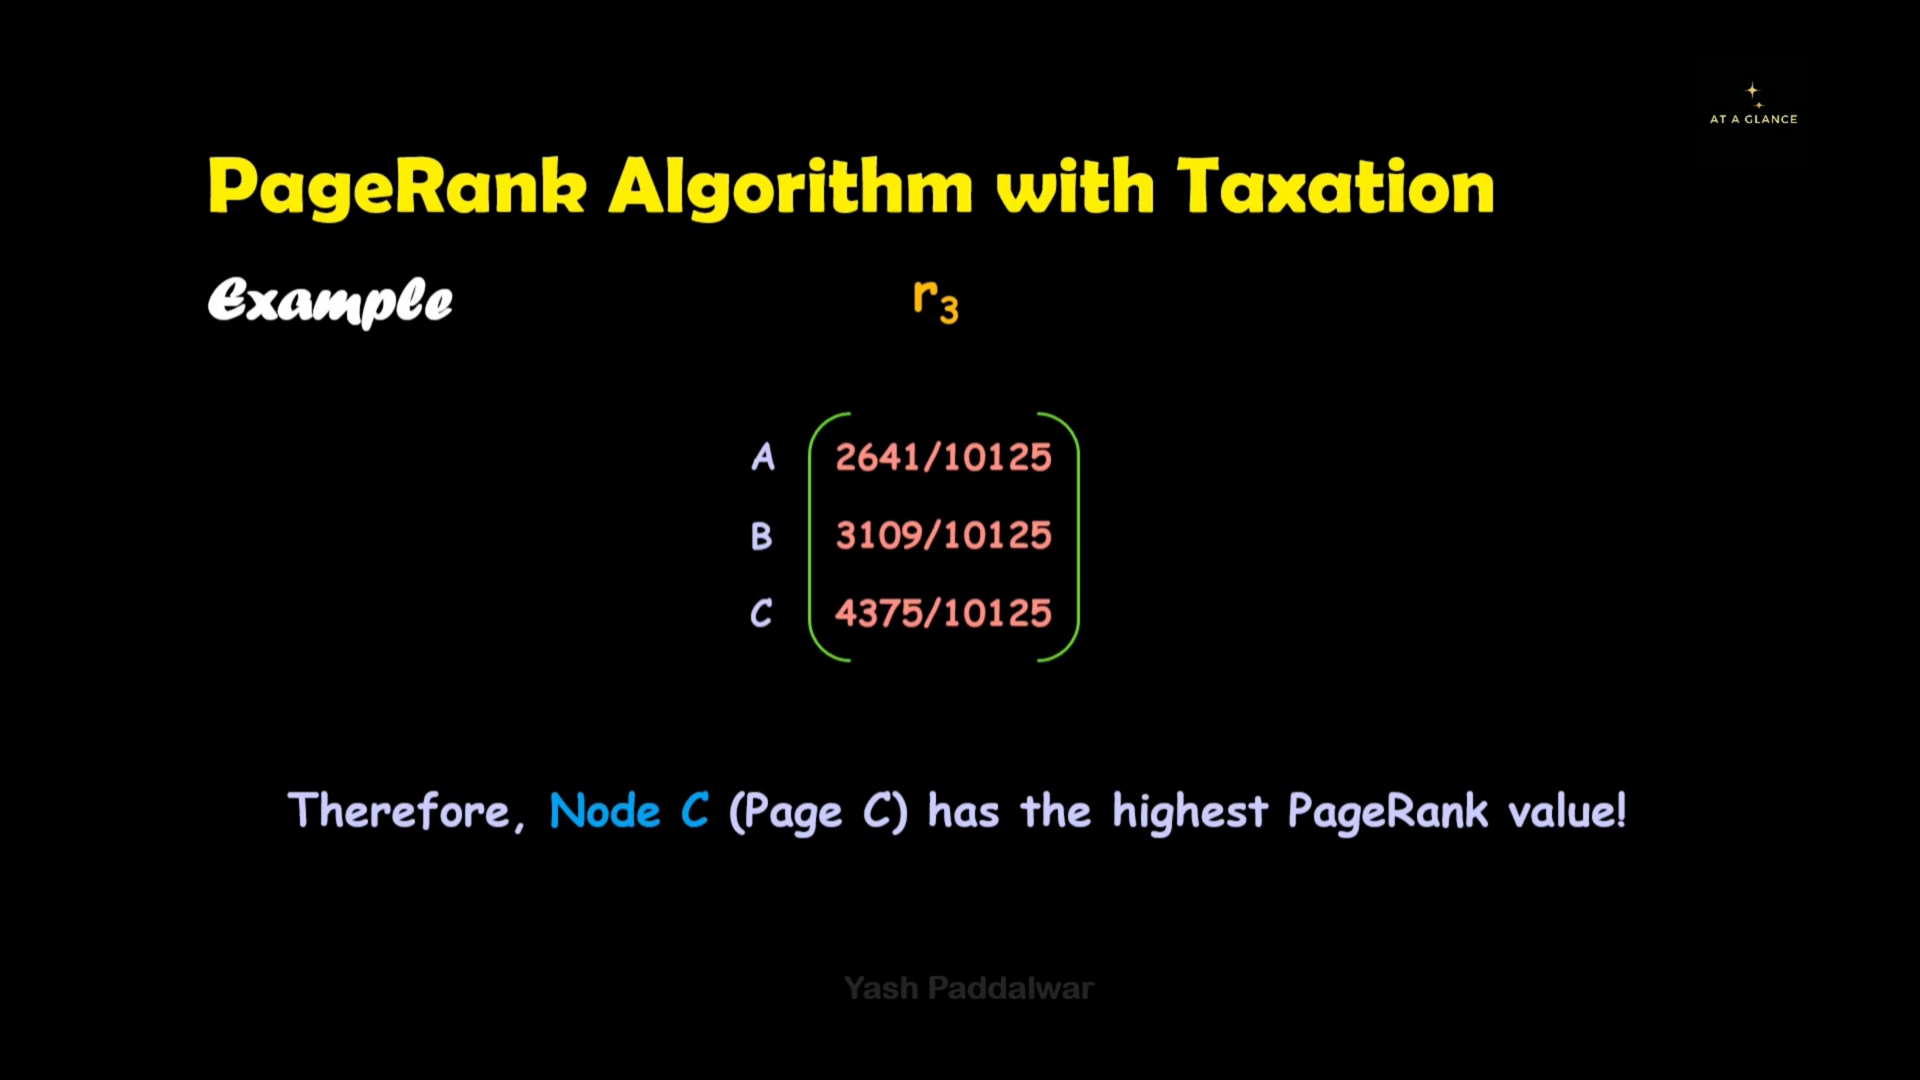 AT A GLANCE
PageRank Algorithm with Taxation
Example
r₃
A 2641/10125
B 3109/10125
C 4375/10125
Therefore, Node C (Page C) has the highest PageRank value!
Yash Paddalwar